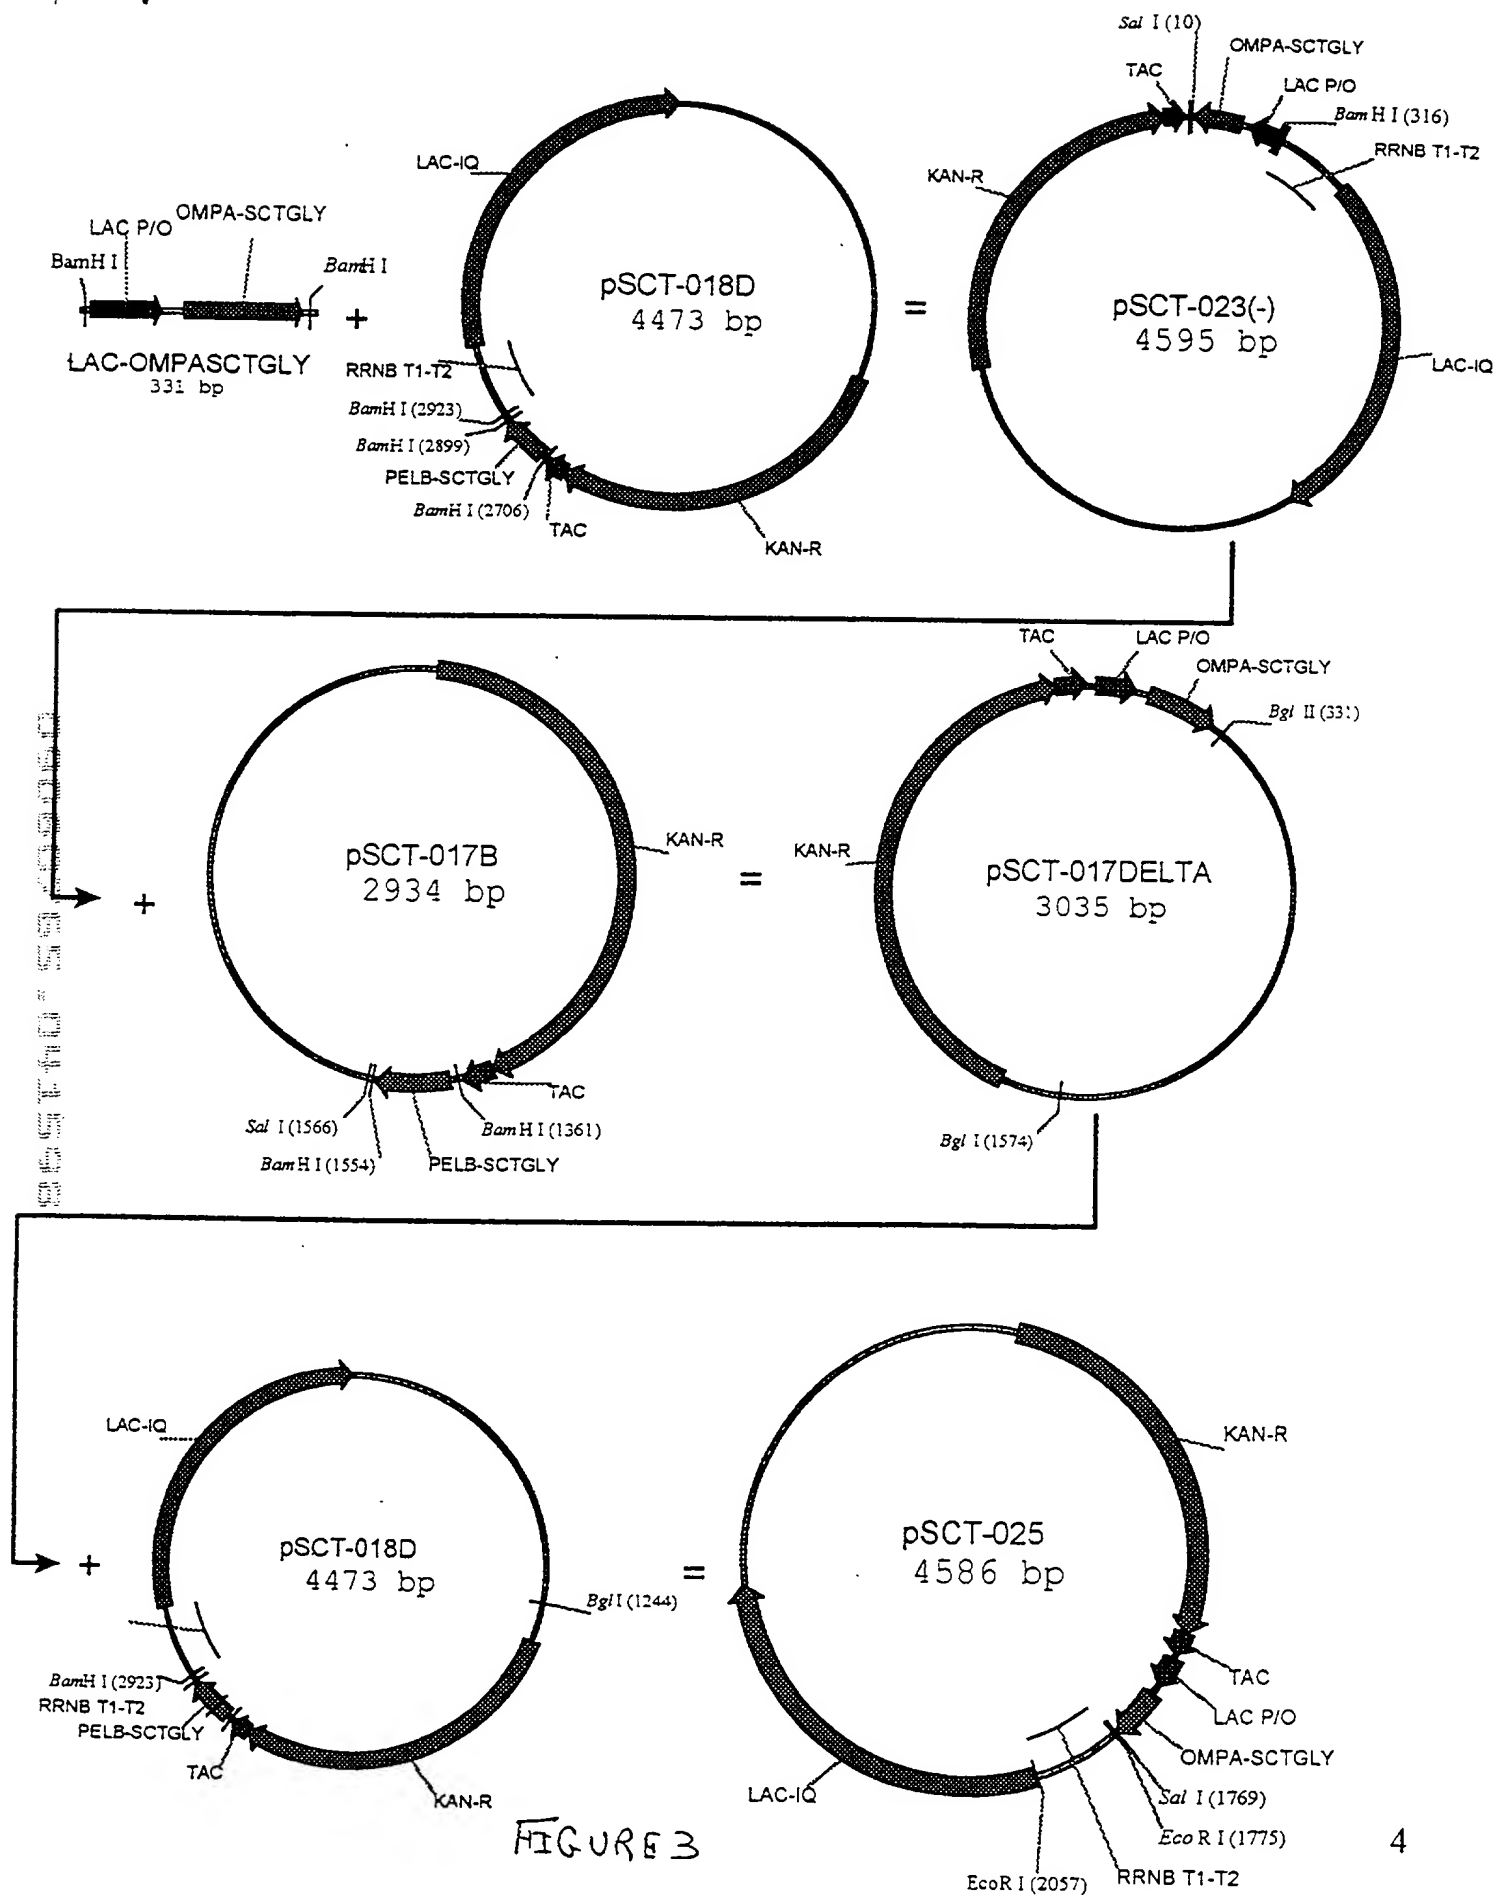 Sal I (10)
OMPA-SCTGLY
TAC
LAC P/O
BamH I (316)
RRNB T1-T2
KAN-R
pSCT-023(-)
4595 bp
LAC-IQ
LAC-IQ
pSCT-018D
4473 bp
RRNB T1-T2
BamH I (2923)
BamH I (2899)
PELB-SCTGLY
BamH I (2706)
TAC
KAN-R
OMPA-SCTGLY
LAC P/O
BamH I
BamH I
+
=
LAC-OMPASCTGLY
331 bp
TAC
LAC P/O
OMPA-SCTGLY
Bgl II (331)
pSCT-017B
2934 bp
KAN-R
+
=
KAN-R
pSCT-017DELTA
3035 bp
TAC
Sal I (1566)
BamH I (1361)
BamH I (1554)
PELB-SCTGLY
Bgl I (1574)
LAC-IQ
pSCT-018D
4473 bp
+
=
Bgl I (1244)
BamH I (2923)
RRNB T1-T2
PELB-SCTGLY
TAC
KAN-R
KAN-R
pSCT-025
4586 bp
TAC
LAC P/O
OMPA-SCTGLY
LAC-IQ
Sal I (1769)
Eco R I (1775)
RRNB T1-T2
EcoR I (2057)
FIGURE 3
4